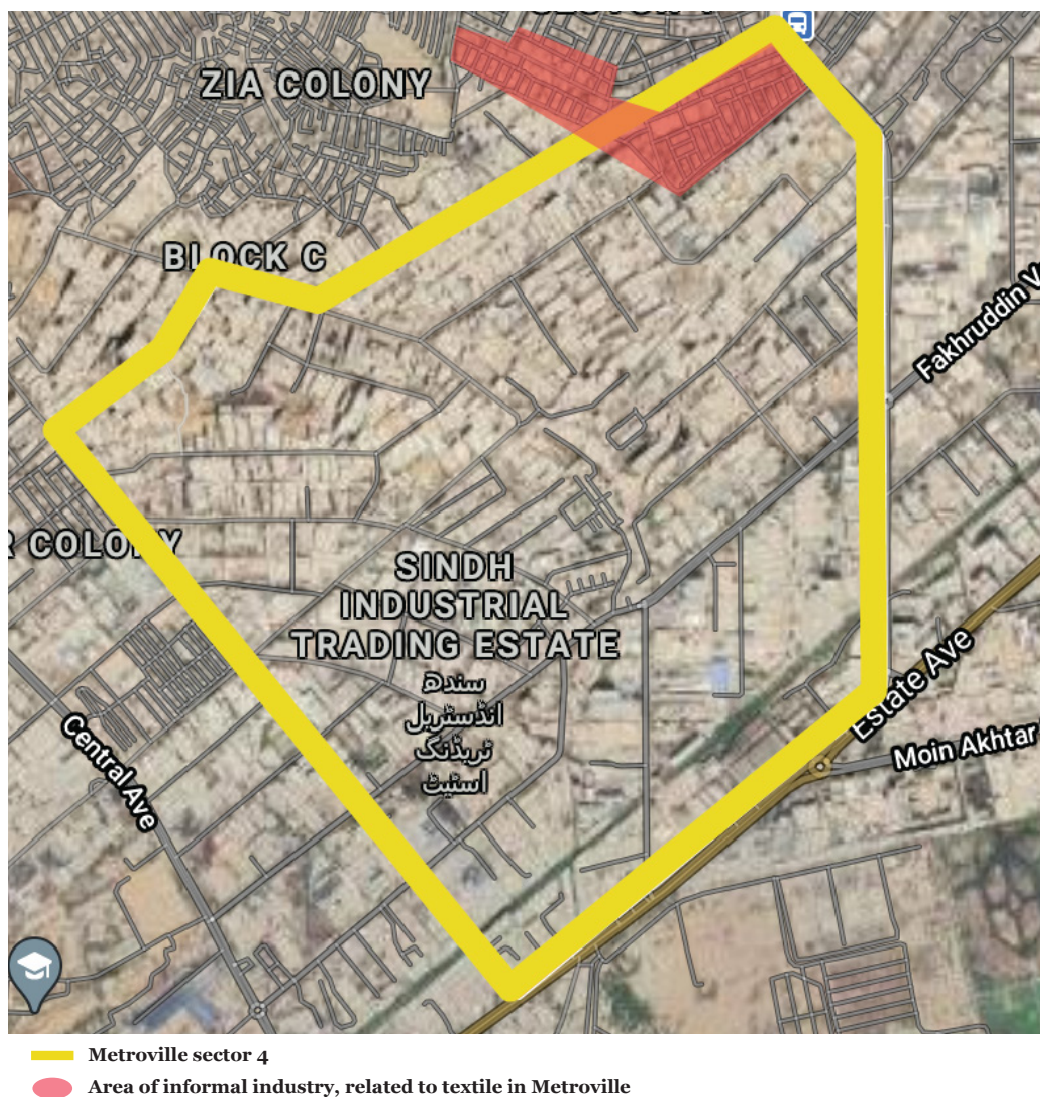 ZIA COLONY
BLOCK C
Fakhruddin
COLONY
SINDH
INDUSTRIAL
TRADING ESTATE
سندھ
انڈسٹریل
ٹریڈنگ
اسٹیٹ
Estate Ave
Moin Akhtar
Central Ave
Metroville sector 4
Area of informal industry, related to textile in Metroville